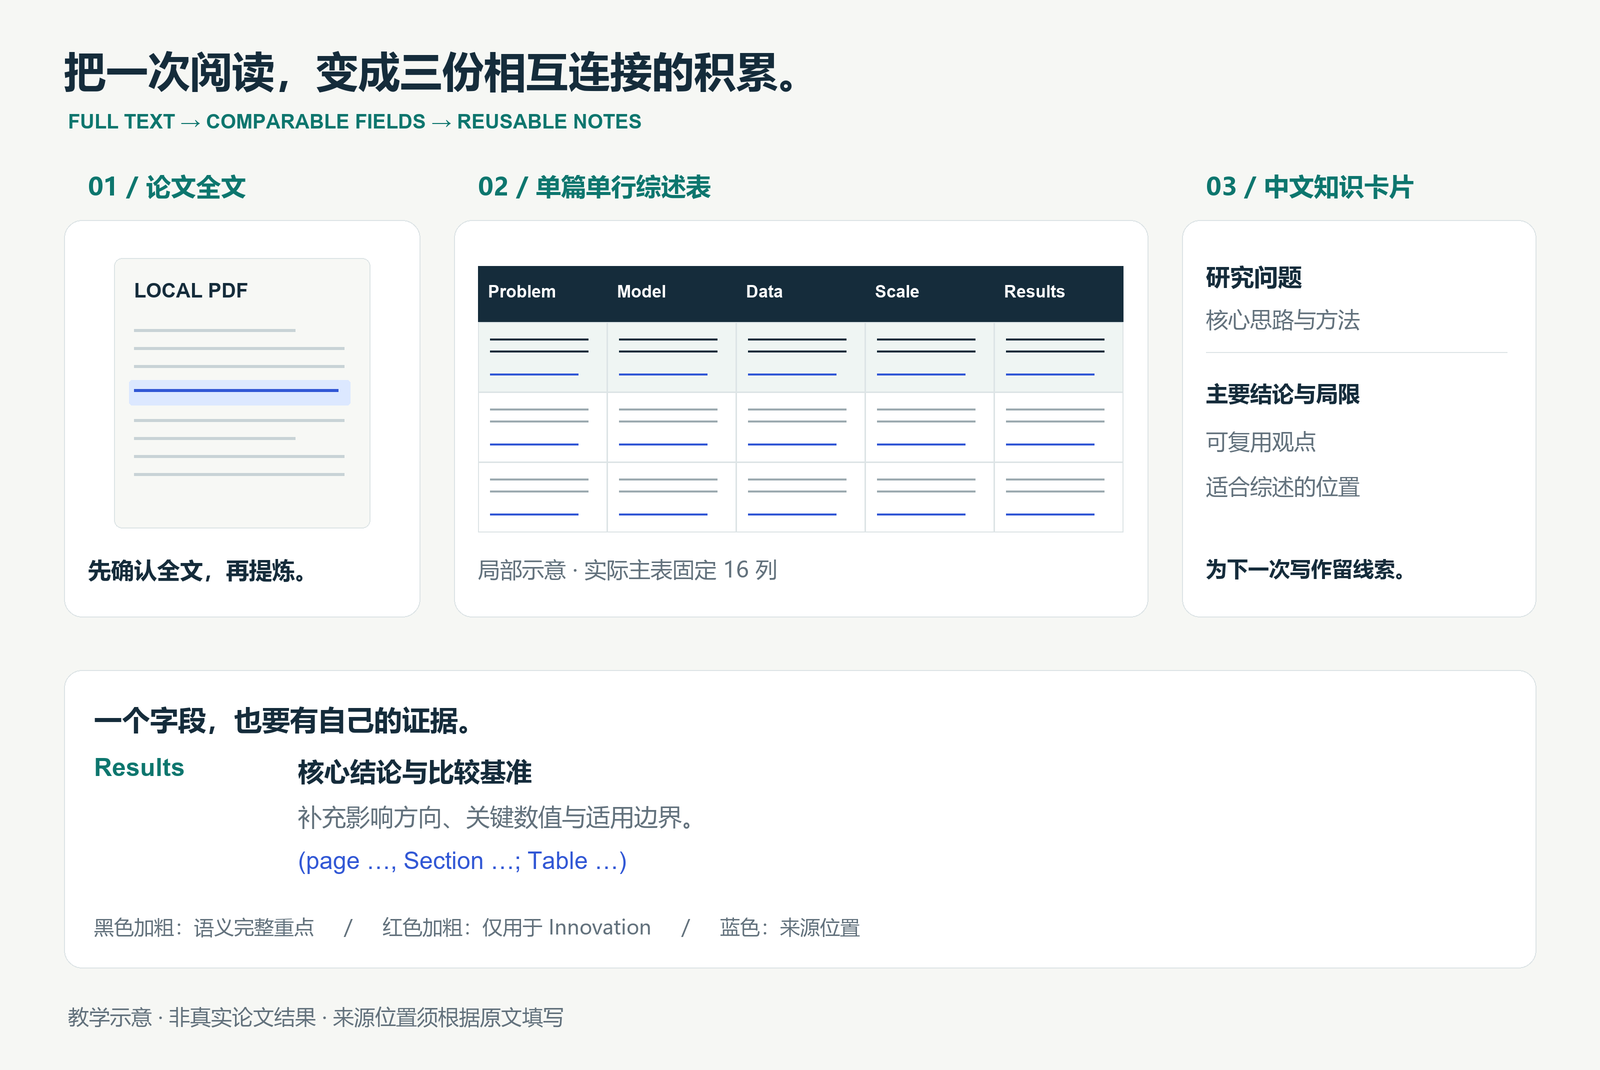 把一次阅读，变成三份相互连接的积累。
FULL TEXT → COMPARABLE FIELDS → REUSABLE NOTES
01 / 论文全文
LOCAL PDF
先确认全文，再提炼。
02 / 单篇单行综述表
Problem Model Data Scale Results
局部示意 · 实际主表固定 16 列
03 / 中文知识卡片
研究问题
核心思路与方法
主要结论与局限
可复用观点
适合综述的位置
为下一次写作留线索。
一个字段，也要有自己的证据。
Results 核心结论与比较基准
补充影响方向、关键数值与适用边界。
(page …, Section …; Table …)
黑色加粗：语义完整重点 / 红色加粗：仅用于 Innovation / 蓝色：来源位置
教学示意 · 非真实论文结果 · 来源位置须根据原文填写